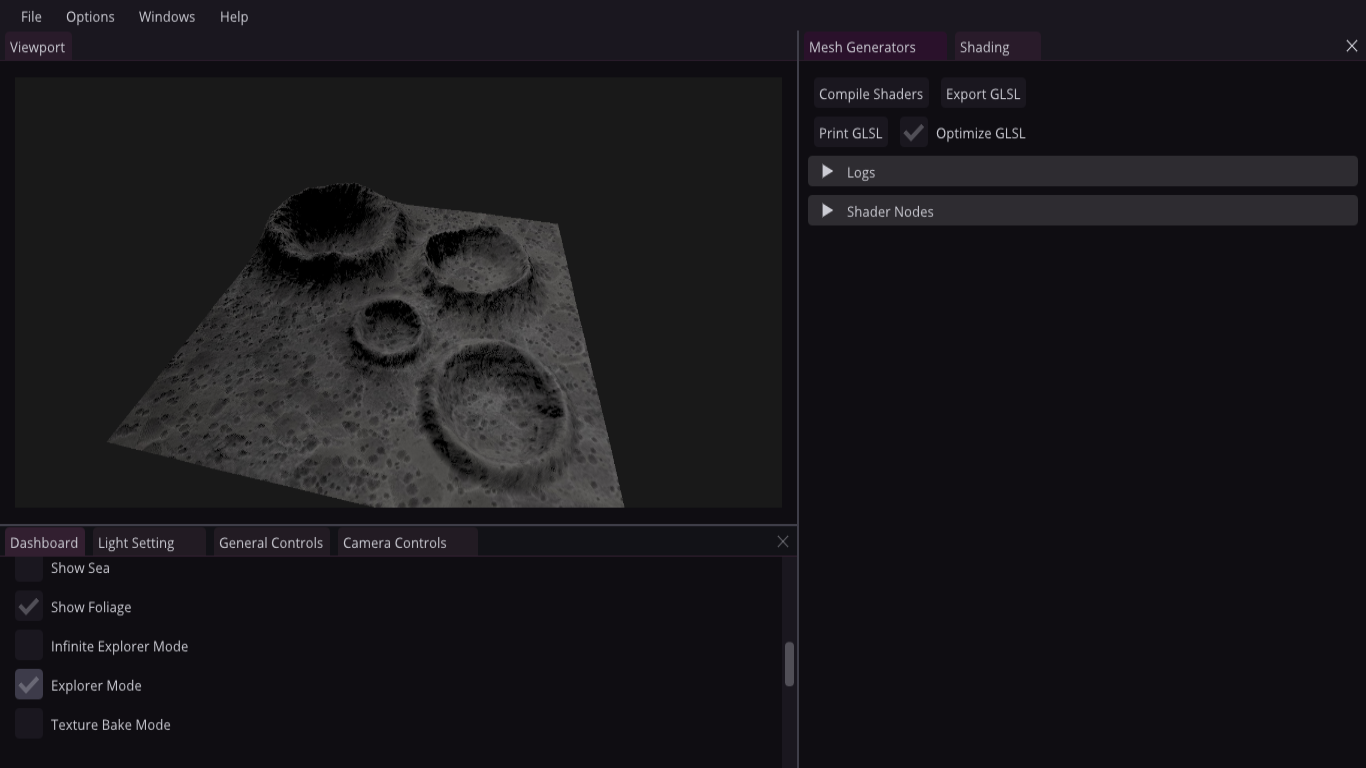 File Options Windows Help
Viewport
Mesh Generators Shading
Compile Shaders Export GLSL
Print GLSL Optimize GLSL
Logs
Shader Nodes
Dashboard Light Setting General Controls Camera Controls
Show Sea
Show Foliage
Infinite Explorer Mode
Explorer Mode
Texture Bake Mode